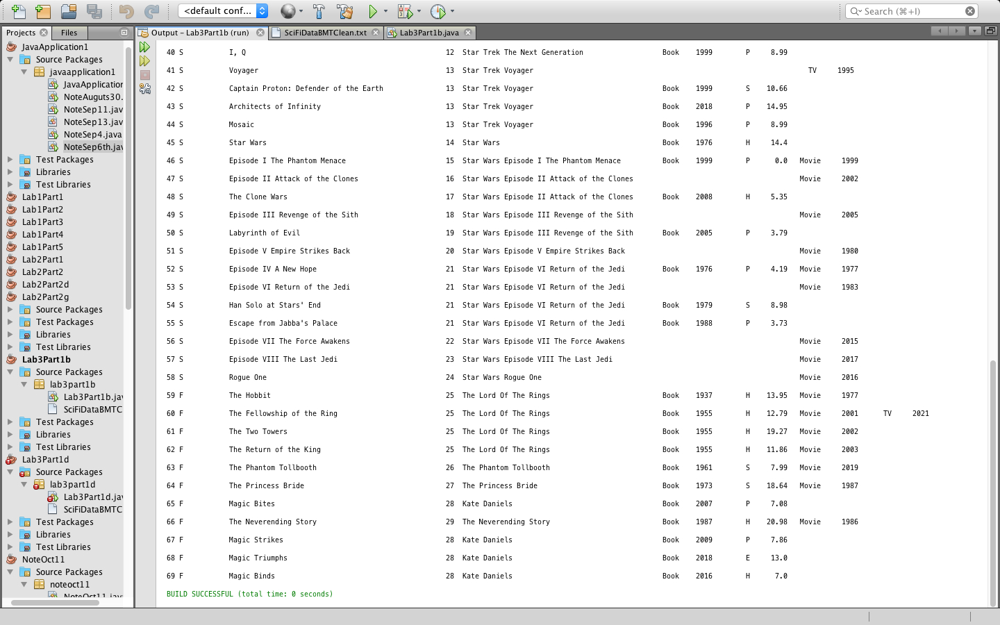 <default conf...
Search (⌘+I)
Projects
Files
Output – Lab3Part1b (run)
SciFiDataBMTClean.txt
Lab3Part1b.java
JavaApplication1
Source Packages
javaapplication1
JavaApplication
NoteAuguts30.
NoteSep11.jav
NoteSep13.jav
NoteSep4.java
NoteSep6th.jav
Test Packages
Libraries
Test Libraries
Lab1Part1
Lab1Part2
Lab1Part3
Lab1Part4
Lab1Part5
Lab2Part1
Lab2Part2
Lab2Part2d
Lab2Part2g
Source Packages
Test Packages
Libraries
Test Libraries
Lab3Part1b
Source Packages
lab3part1b
Lab3Part1b.jav
SciFiDataBMTC
Test Packages
Libraries
Test Libraries
Lab3Part1d
Source Packages
lab3part1d
Lab3Part1d.jav
SciFiDataBMTC
Test Packages
Libraries
Test Libraries
NoteOct11
Source Packages
noteoct11
NoteOct11.jav
40 S I, Q 12 Star Trek The Next Generation Book 1999 P 8.99
41 S Voyager 13 Star Trek Voyager TV 1995
42 S Captain Proton: Defender of the Earth 13 Star Trek Voyager Book 1999 S 10.66
43 S Architects of Infinity 13 Star Trek Voyager Book 2018 P 14.95
44 S Mosaic 13 Star Trek Voyager Book 1996 P 8.99
45 S Star Wars 14 Star Wars Book 1976 H 14.4
46 S Episode I The Phantom Menace 15 Star Wars Episode I The Phantom Menace Book 1999 P 0.0 Movie 1999
47 S Episode II Attack of the Clones 16 Star Wars Episode II Attack of the Clones Movie 2002
48 S The Clone Wars 17 Star Wars Episode II Attack of the Clones Book 2008 H 5.35
49 S Episode III Revenge of the Sith 18 Star Wars Episode III Revenge of the Sith Movie 2005
50 S Labyrinth of Evil 19 Star Wars Episode III Revenge of the Sith Book 2005 P 3.79
51 S Episode V Empire Strikes Back 20 Star Wars Episode V Empire Strikes Back Movie 1980
52 S Episode IV A New Hope 21 Star Wars Episode VI Return of the Jedi Book 1976 P 4.19 Movie 1977
53 S Episode VI Return of the Jedi 21 Star Wars Episode VI Return of the Jedi Movie 1983
54 S Han Solo at Stars' End 21 Star Wars Episode VI Return of the Jedi Book 1979 S 8.98
55 S Escape from Jabba's Palace 21 Star Wars Episode VI Return of the Jedi Book 1988 P 3.73
56 S Episode VII The Force Awakens 22 Star Wars Episode VII The Force Awakens Movie 2015
57 S Episode VIII The Last Jedi 23 Star Wars Episode VIII The Last Jedi Movie 2017
58 S Rogue One 24 Star Wars Rogue One Movie 2016
59 F The Hobbit 25 The Lord Of The Rings Book 1937 H 13.95 Movie 1977
60 F The Fellowship of the Ring 25 The Lord Of The Rings Book 1955 H 12.79 Movie 2001 TV 2021
61 F The Two Towers 25 The Lord Of The Rings Book 1955 H 19.27 Movie 2002
62 F The Return of the King 25 The Lord Of The Rings Book 1955 H 11.86 Movie 2003
63 F The Phantom Tollbooth 26 The Phantom Tollbooth Book 1961 S 7.99 Movie 2019
64 F The Princess Bride 27 The Princess Bride Book 1973 S 18.64 Movie 1987
65 F Magic Bites 28 Kate Daniels Book 2007 P 7.08
66 F The Neverending Story 29 The Neverending Story Book 1987 H 20.98 Movie 1986
67 F Magic Strikes 28 Kate Daniels Book 2009 P 7.86
68 F Magic Triumphs 28 Kate Daniels Book 2018 E 13.0
69 F Magic Binds 28 Kate Daniels Book 2016 H 7.0
BUILD SUCCESSFUL (total time: 0 seconds)